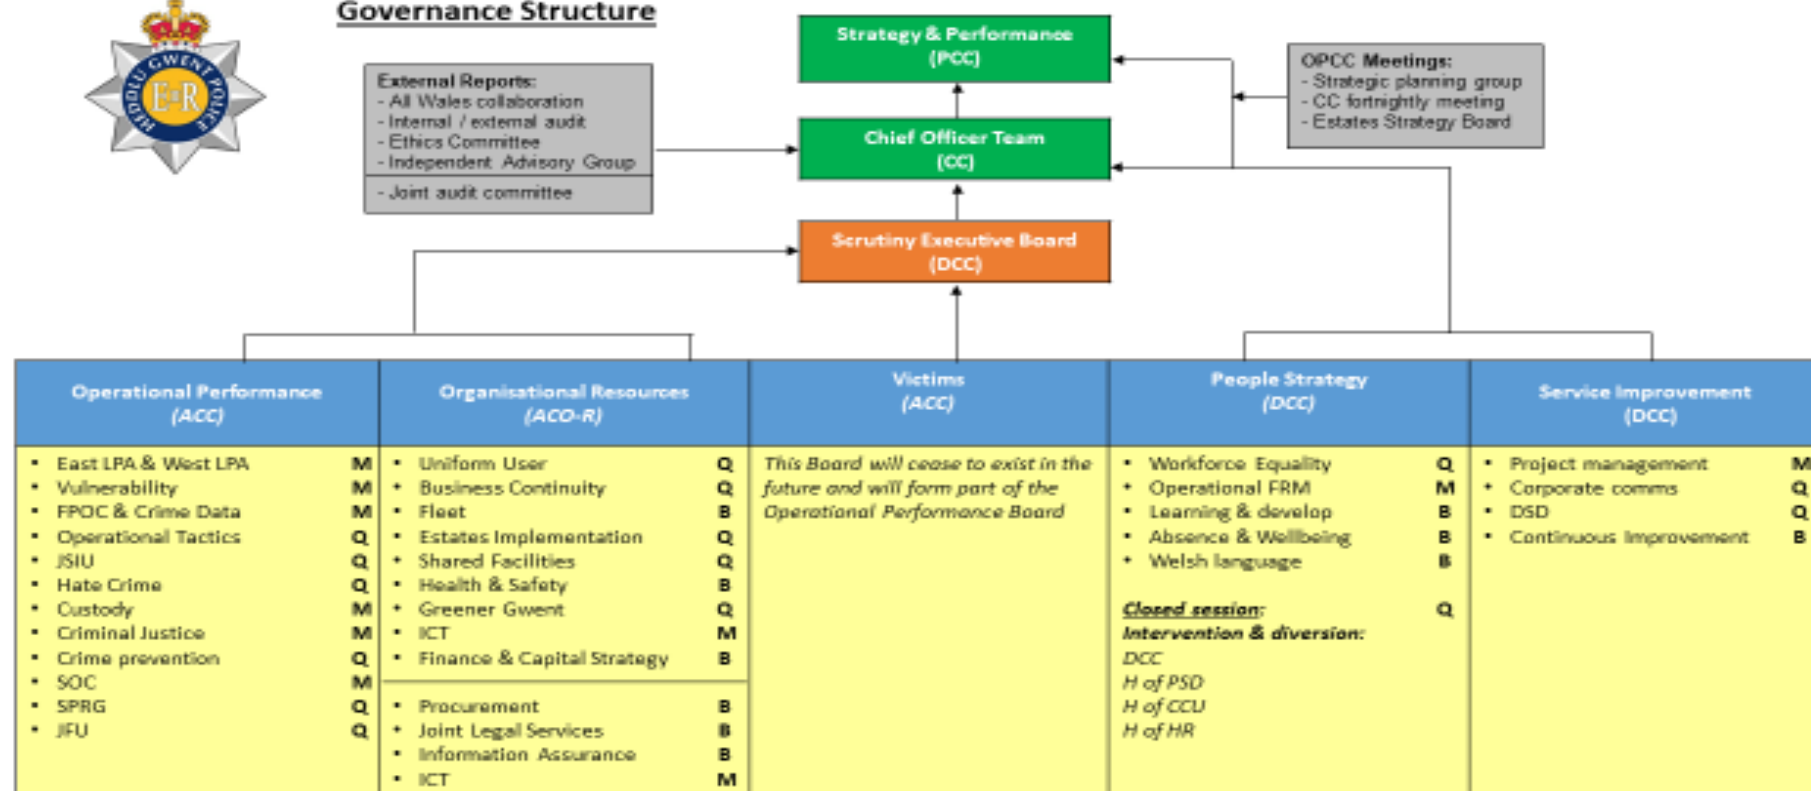 Governance Structure
HEDDLU GWENT POLICE
E R
External Reports:
- All Wales collaboration
- Internal / external audit
- Ethics Committee
- Independent Advisory Group
- Joint audit committee
Strategy & Performance
(PCC)
Chief Officer Team
(CC)
Scrutiny Executive Board
(DCC)
OPCC Meetings:
- Strategic planning group
- CC fortnightly meeting
- Estates Strategy Board
Operational Performance
(ACC)
• East LPA & West LPA M
• Vulnerability M
• FPOC & Crime Data M
• Operational Tactics Q
• JSIU Q
• Hate Crime Q
• Custody M
• Criminal Justice M
• Crime prevention Q
• SOC M
• SPRG Q
• JFU Q
Organisational Resources
(ACO-R)
• Uniform User Q
• Business Continuity Q
• Fleet B
• Estates Implementation Q
• Shared Facilities Q
• Health & Safety B
• Greener Gwent Q
• ICT M
• Finance & Capital Strategy B
• Procurement B
• Joint Legal Services B
• Information Assurance B
• ICT M
Victims
(ACC)
This Board will cease to exist in the
future and will form part of the
Operational Performance Board
People Strategy
(DCC)
• Workforce Equality Q
• Operational FRM M
• Learning & develop B
• Absence & Wellbeing B
• Welsh language B
Closed session: Q
Intervention & diversion:
DCC
H of PSD
H of CCU
H of HR
Service Improvement
(DCC)
• Project management M
• Corporate comms Q
• DSD Q
• Continuous Improvement B